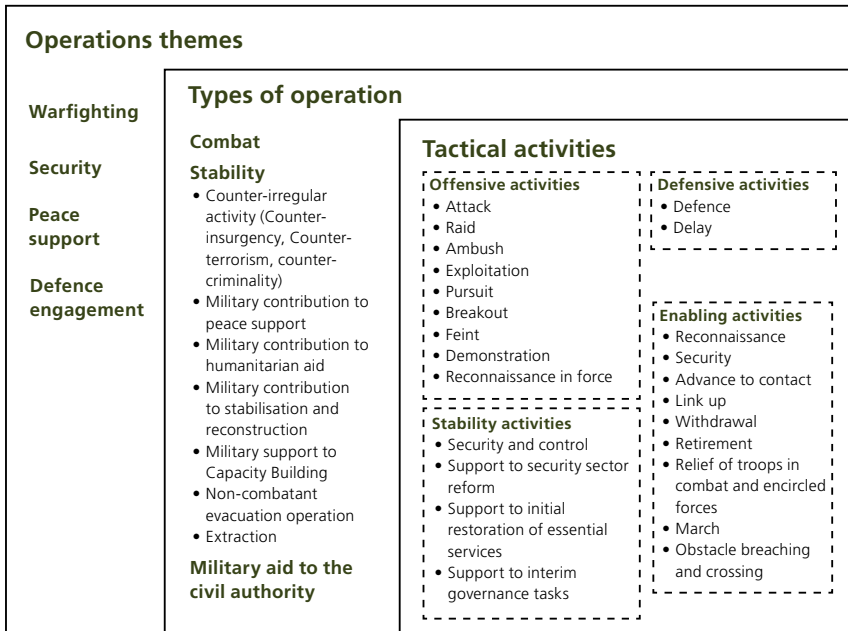 Operations themes
Warfighting
Security
Peace
support
Defence
engagement
Types of operation
Combat
Stability
• Counter-irregular
activity (Counter-
insurgency, Counter-
terrorism, counter-
criminality)
• Military contribution to
peace support
• Military contribution to
humanitarian aid
• Military contribution
to stabilisation and
reconstruction
• Military support to
Capacity Building
• Non-combatant
evacuation operation
• Extraction
Military aid to the
civil authority
Tactical activities
Offensive activities
• Attack
• Raid
• Ambush
• Exploitation
• Pursuit
• Breakout
• Feint
• Demonstration
• Reconnaissance in force
Defensive activities
• Defence
• Delay
Stability activities
• Security and control
• Support to security sector
reform
• Support to initial
restoration of essential
services
• Support to interim
governance tasks
Enabling activities
• Reconnaissance
• Security
• Advance to contact
• Link up
• Withdrawal
• Retirement
• Relief of troops in
combat and encircled
forces
• March
• Obstacle breaching
and crossing